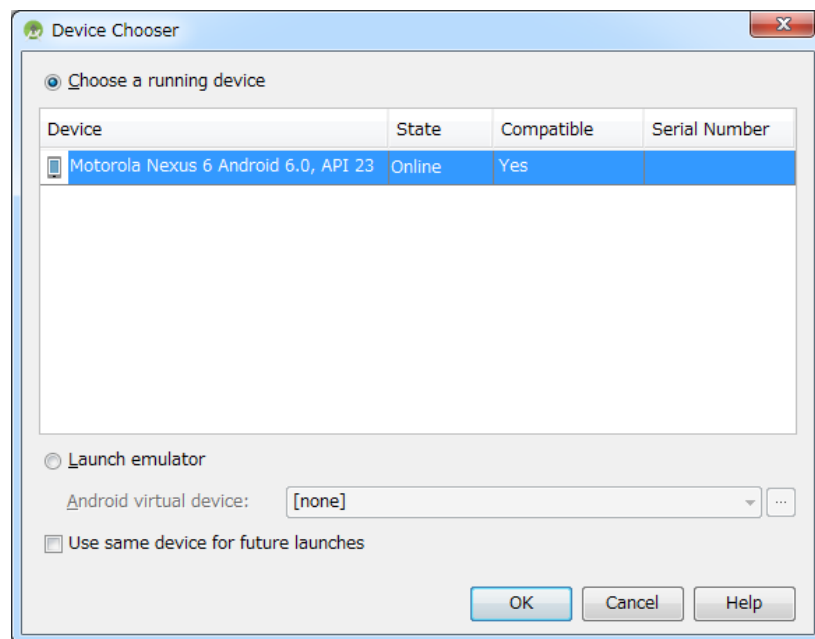 Device Chooser
Choose a running device
Device State Compatible Serial Number
Motorola Nexus 6 Android 6.0, API 23 Online Yes
Launch emulator
Android virtual device: [none] ...
Use same device for future launches
OK Cancel Help